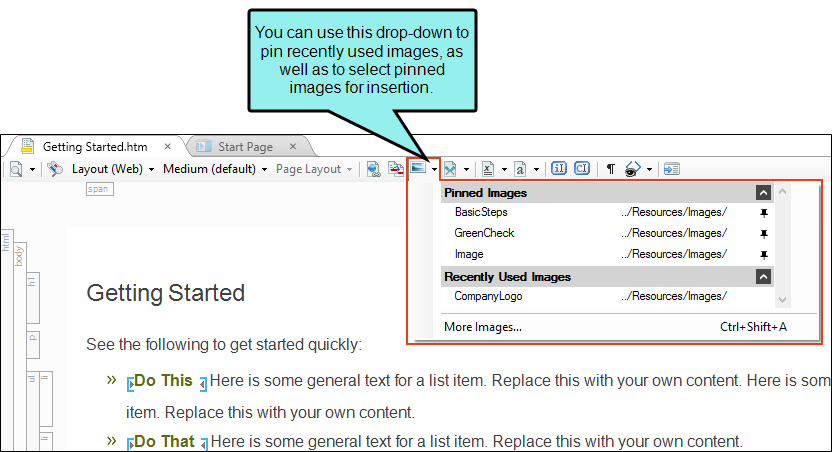 You can use this drop-down to
pin recently used images, as
well as to select pinned
images for insertion.
Getting Started.htm × Start Page ×
Layout (Web) Medium (default) Page Layout x a iI CI ¶
span
Pinned Images
BasicSteps ../Resources/Images/
GreenCheck ../Resources/Images/
Image ../Resources/Images/
Recently Used Images
CompanyLogo ../Resources/Images/
More Images... Ctrl+Shift+A
html
body
h1
p
ul
li
li
Getting Started
See the following to get started quickly:
» Do This Here is some general text for a list item. Replace this with your own content. Here is som
item. Replace this with your own content.
» Do That Here is some general text for a list item. Replace this with your own content.